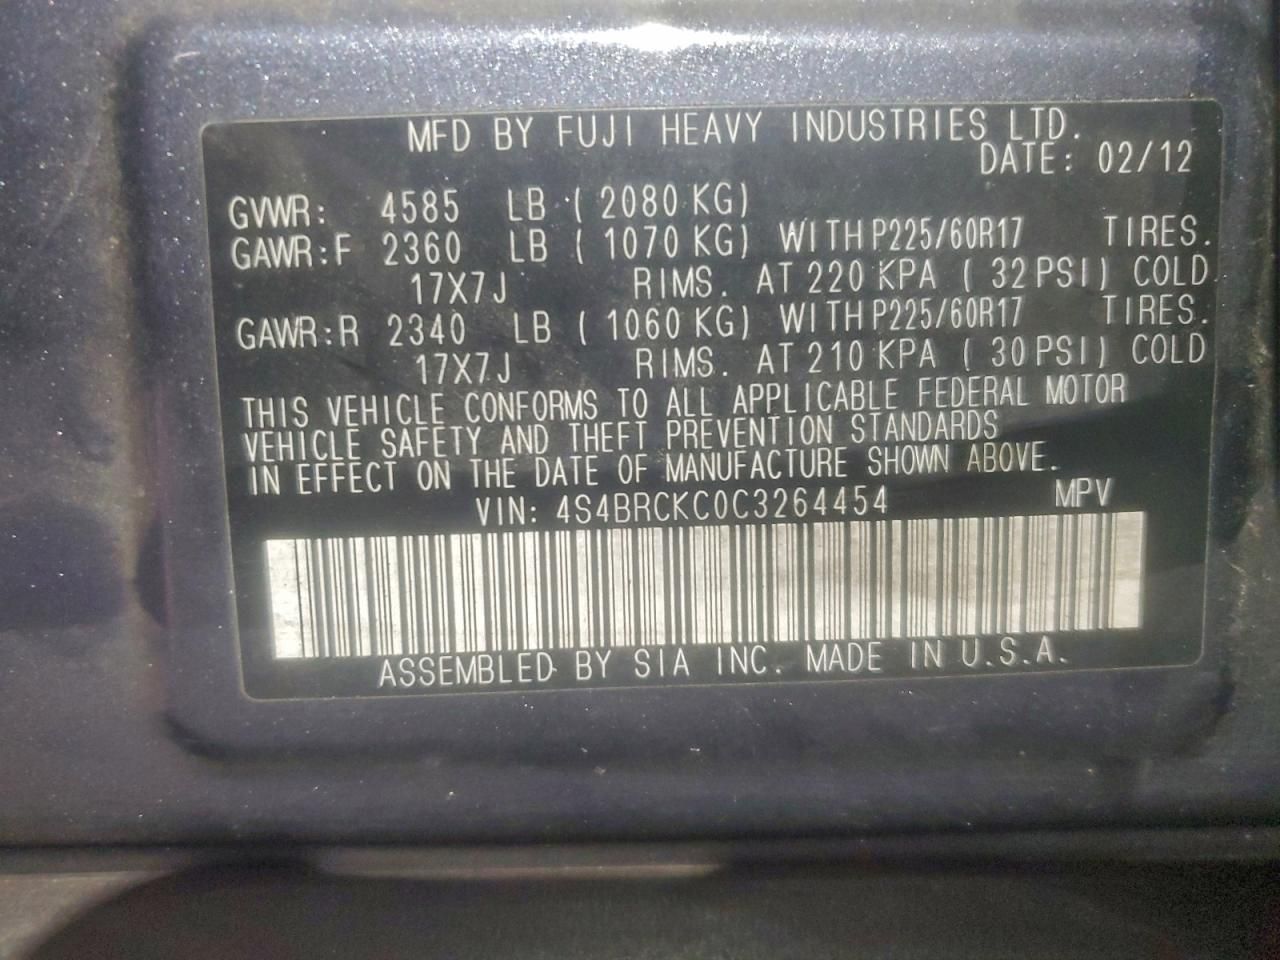 MFD BY FUJI HEAVY INDUSTRIES LTD.
DATE: 02/12
GVWR: 4585 LB ( 2080 KG)
GAWR:F 2360 LB ( 1070 KG) WITH P225/60R17 TIRES.
17X7J RIMS. AT 220 KPA ( 32 PSI) COLD
GAWR:R 2340 LB ( 1060 KG) WITH P225/60R17 TIRES.
17X7J RIMS. AT 210 KPA ( 30 PSI) COLD
THIS VEHICLE CONFORMS TO ALL APPLICABLE FEDERAL MOTOR
VEHICLE SAFETY AND THEFT PREVENTION STANDARDS
IN EFFECT ON THE DATE OF MANUFACTURE SHOWN ABOVE.
VIN: 4S4BRCKC0C3264454 MPV
ASSEMBLED BY SIA INC. MADE IN U.S.A.